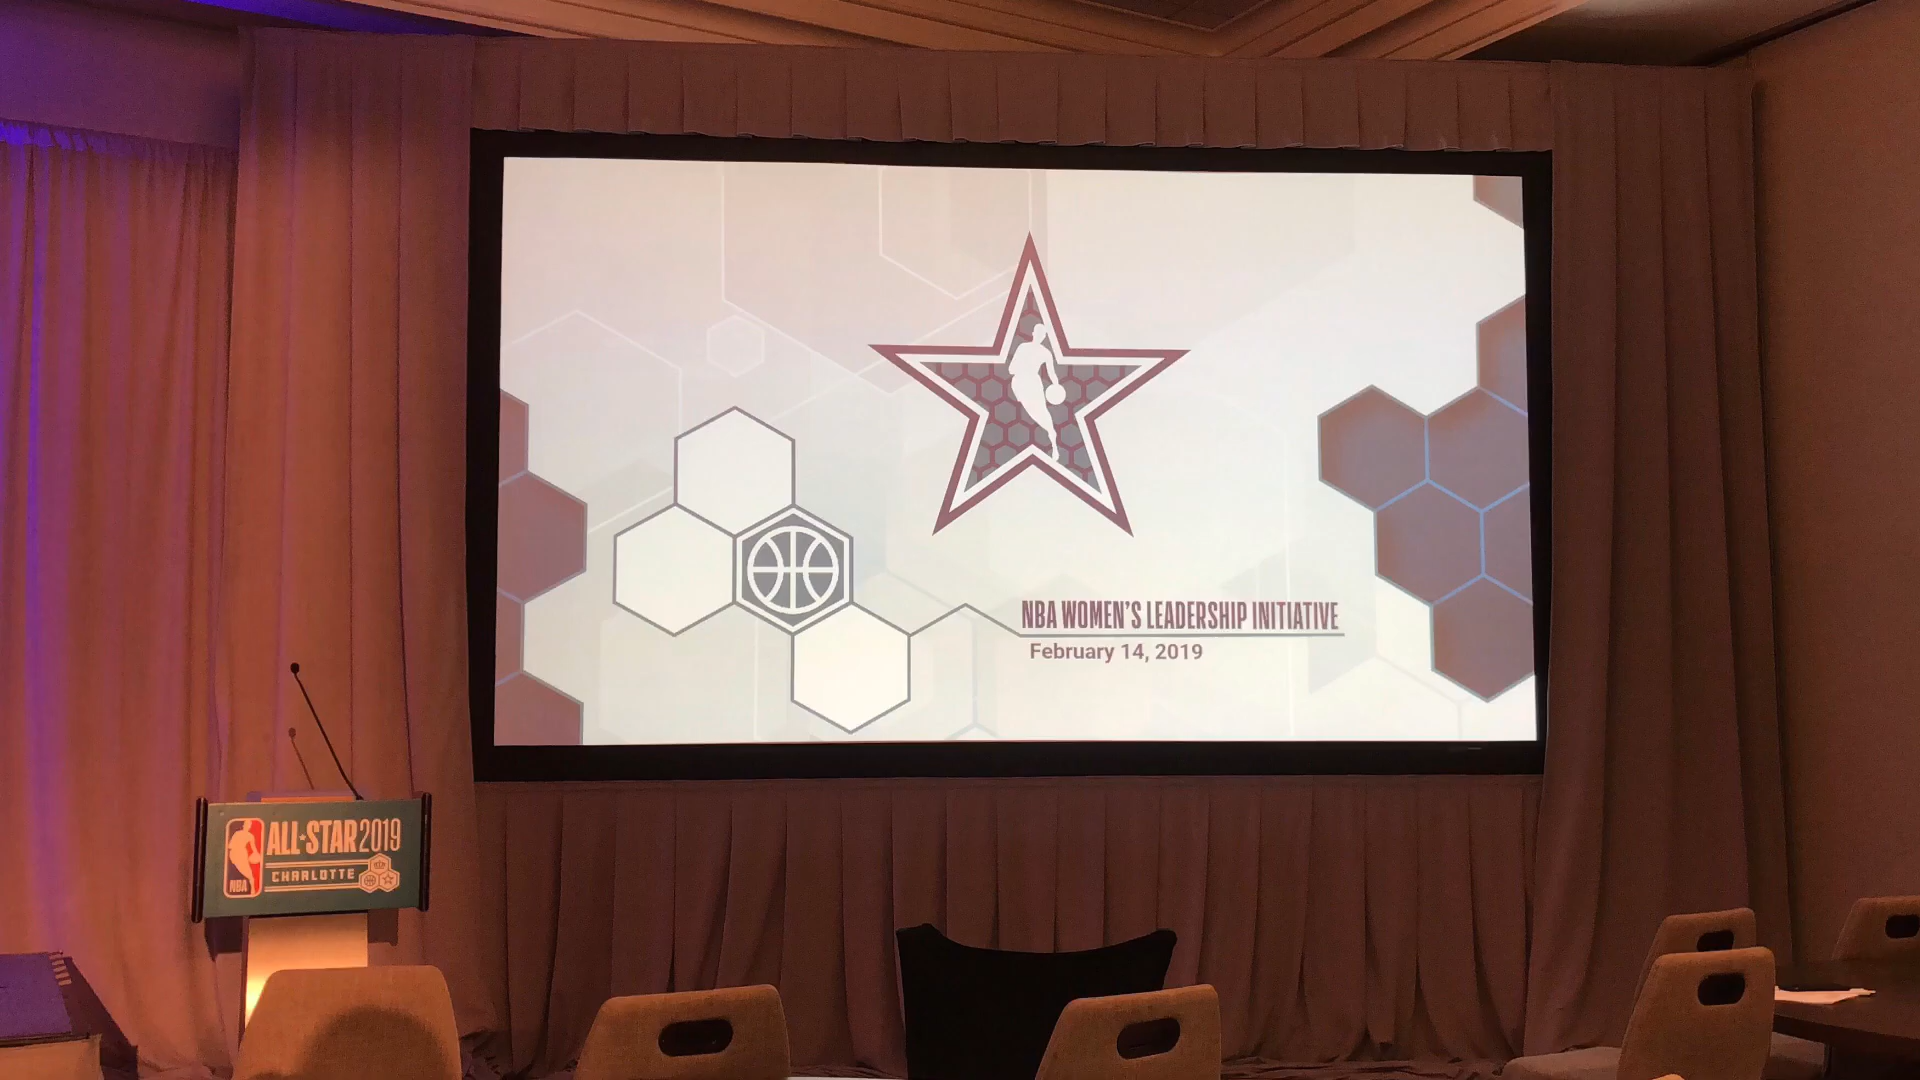 NBA WOMEN'S LEADERSHIP INITIATIVE
February 14, 2019
ALL★STAR 2019
CHARLOTTE
NBA